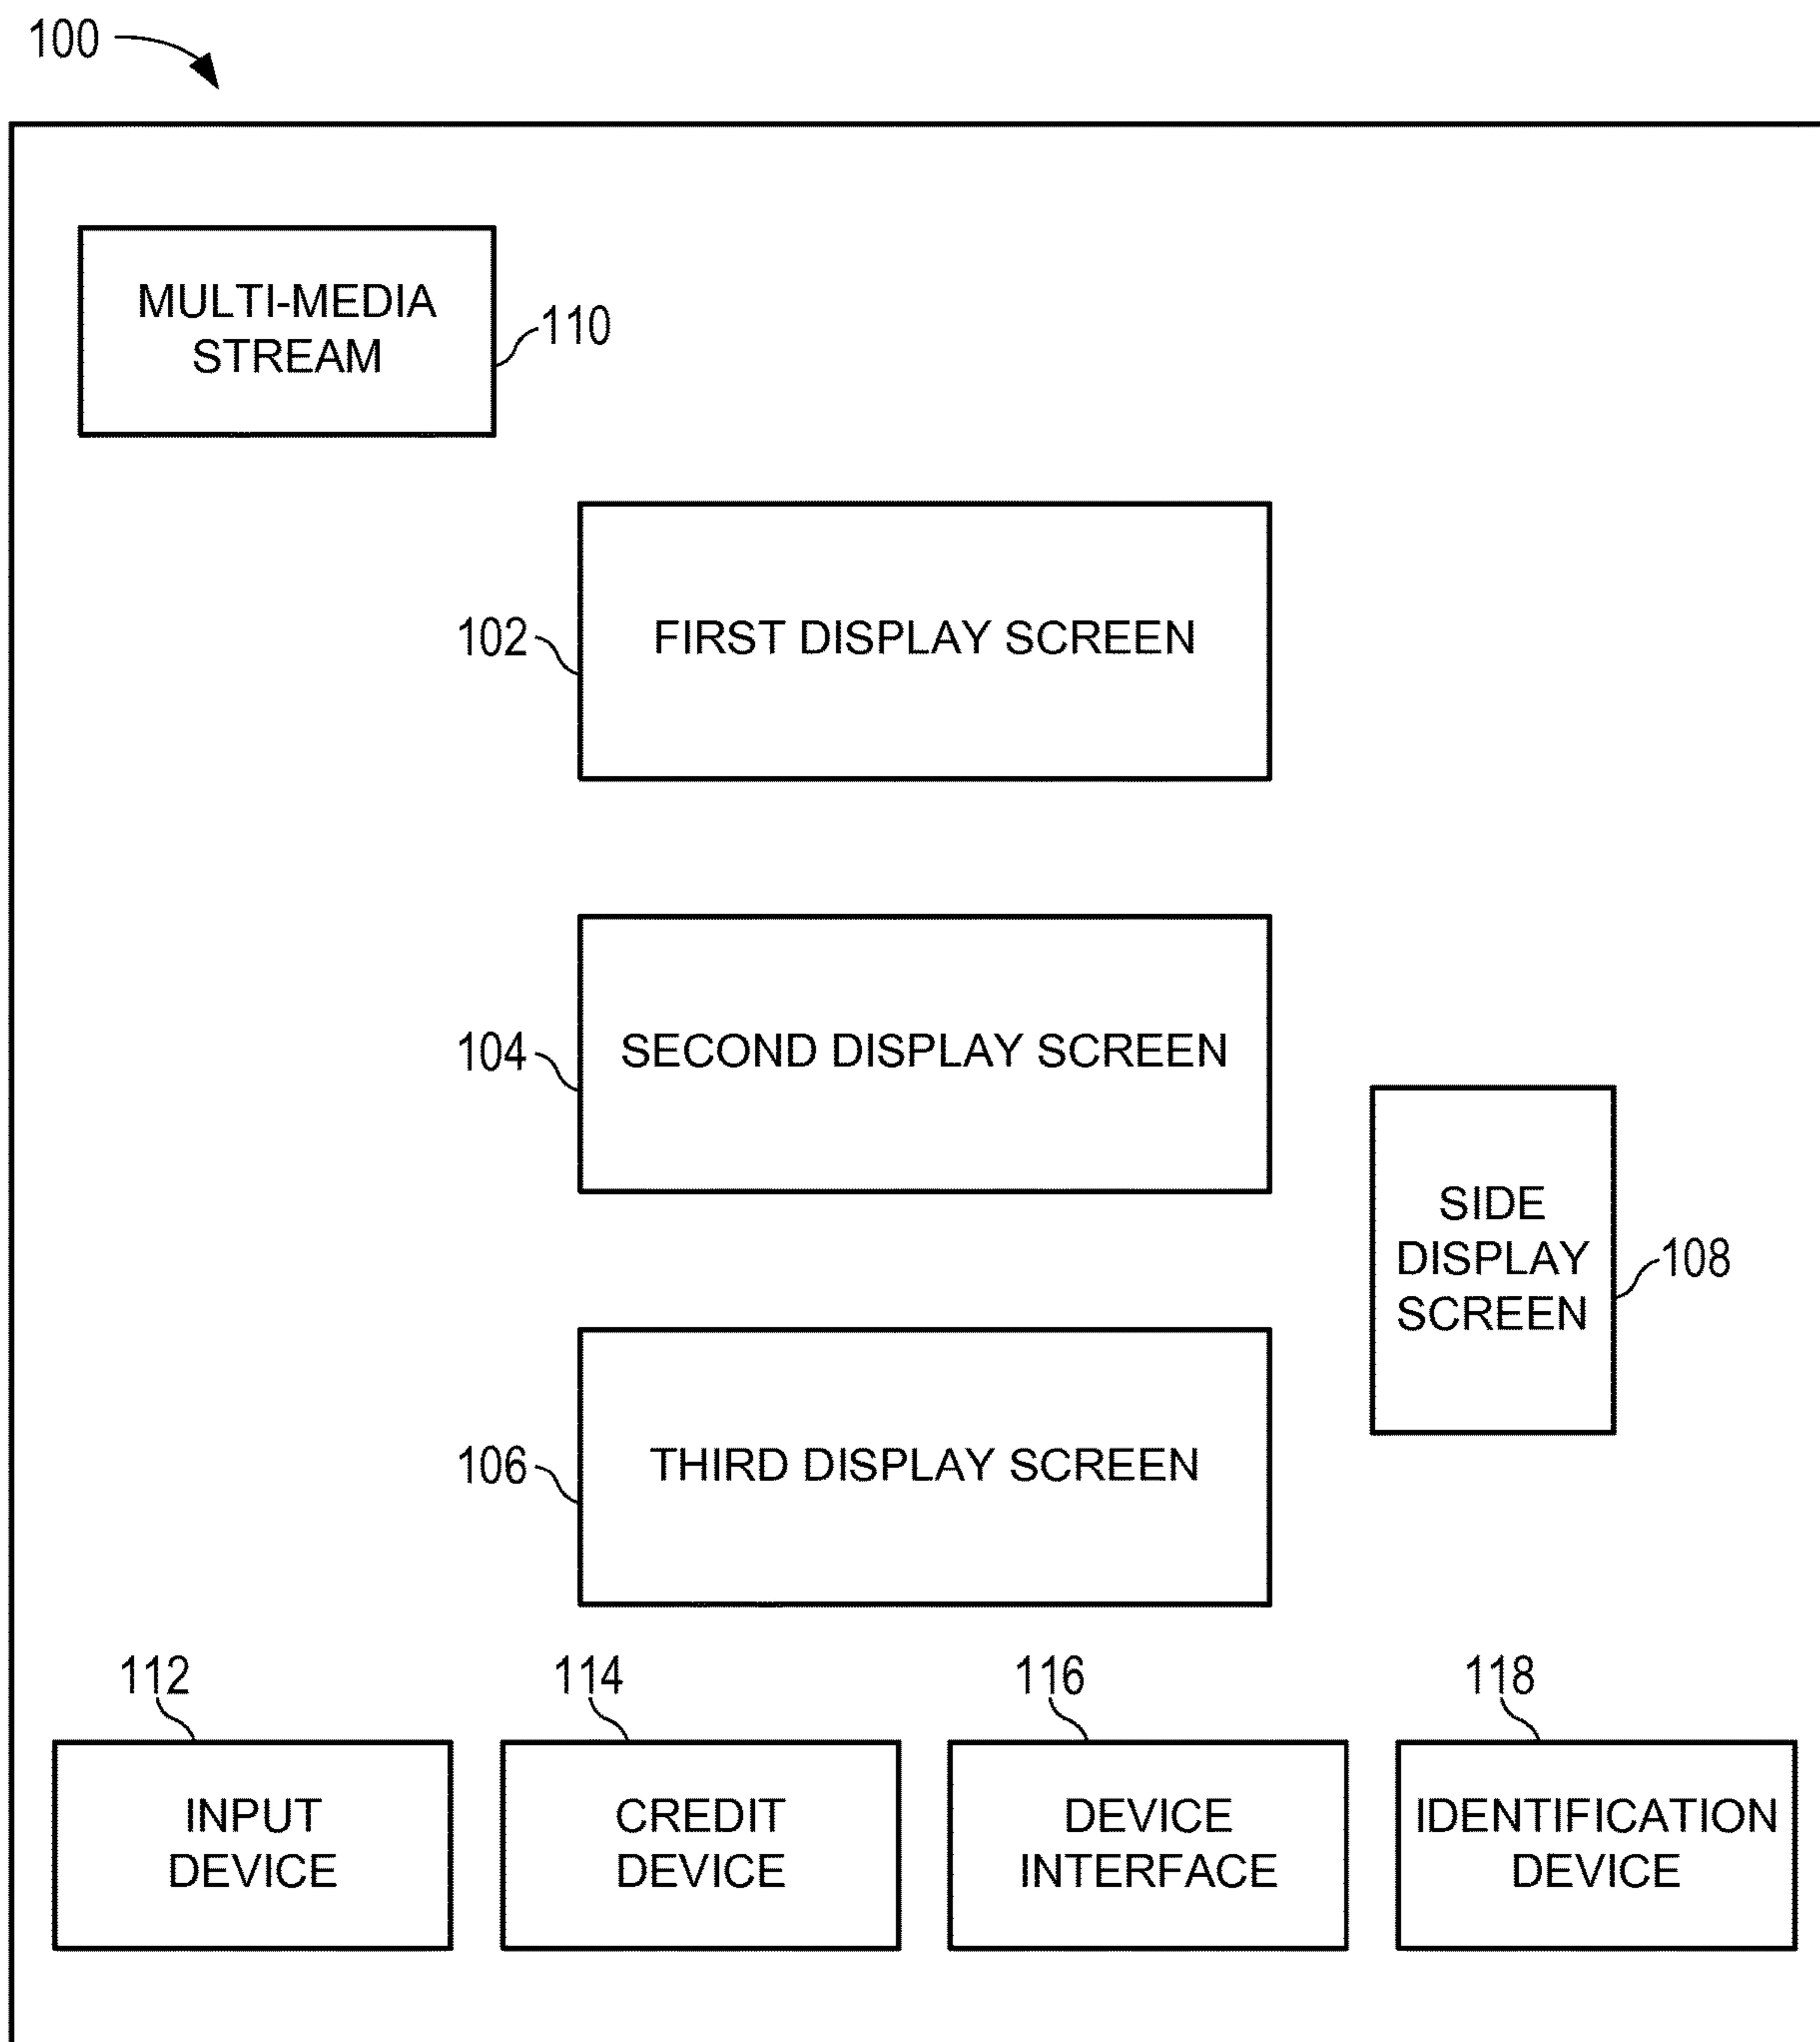 100
MULTI-MEDIA
STREAM
110
102
FIRST DISPLAY SCREEN
104
SECOND DISPLAY SCREEN
SIDE
DISPLAY
SCREEN
108
106
THIRD DISPLAY SCREEN
112
114
116
118
INPUT
DEVICE
CREDIT
DEVICE
DEVICE
INTERFACE
IDENTIFICATION
DEVICE